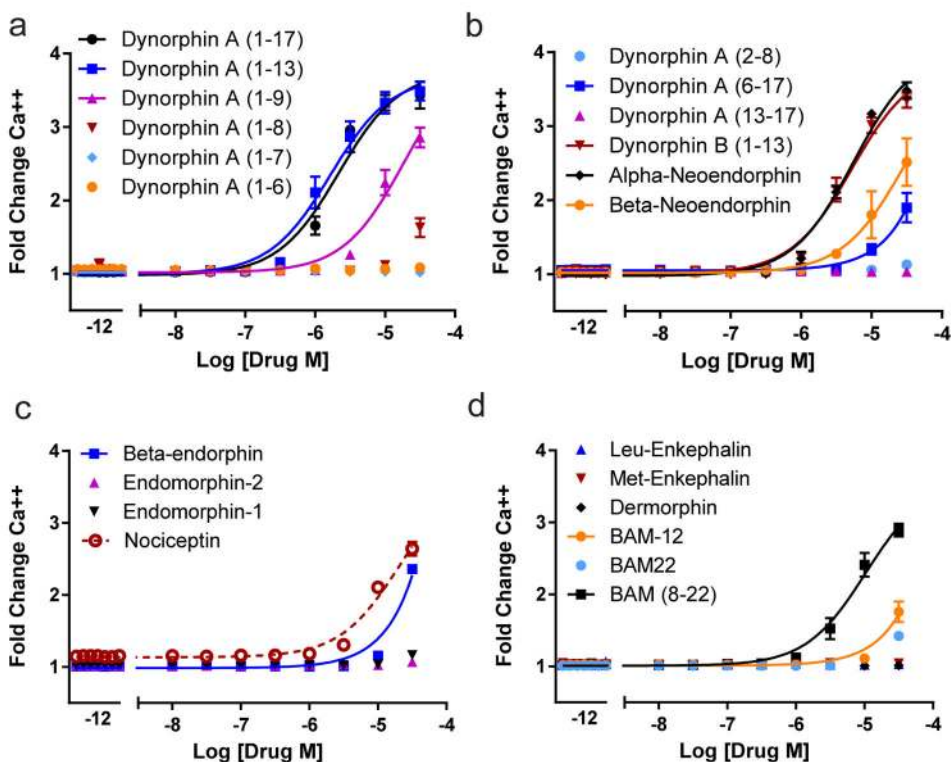 a
Dynorphin A (1-17)
Dynorphin A (1-13)
Dynorphin A (1-9)
Dynorphin A (1-8)
Dynorphin A (1-7)
Dynorphin A (1-6)
Fold Change Ca++
4
3
2
1
-12
-8
-7
-6
-5
-4
Log [Drug M]
b
Dynorphin A (2-8)
Dynorphin A (6-17)
Dynorphin A (13-17)
Dynorphin B (1-13)
Alpha-Neoendorphin
Beta-Neoendorphin
Fold Change Ca++
4
3
2
1
-12
-8
-7
-6
-5
-4
Log [Drug M]
c
Beta-endorphin
Endomorphin-2
Endomorphin-1
Nociceptin
Fold Change Ca++
4
3
2
1
-12
-8
-7
-6
-5
-4
Log [Drug M]
d
Leu-Enkephalin
Met-Enkephalin
Dermorphin
BAM-12
BAM22
BAM (8-22)
Fold Change Ca++
4
3
2
1
-12
-8
-7
-6
-5
-4
Log [Drug M]